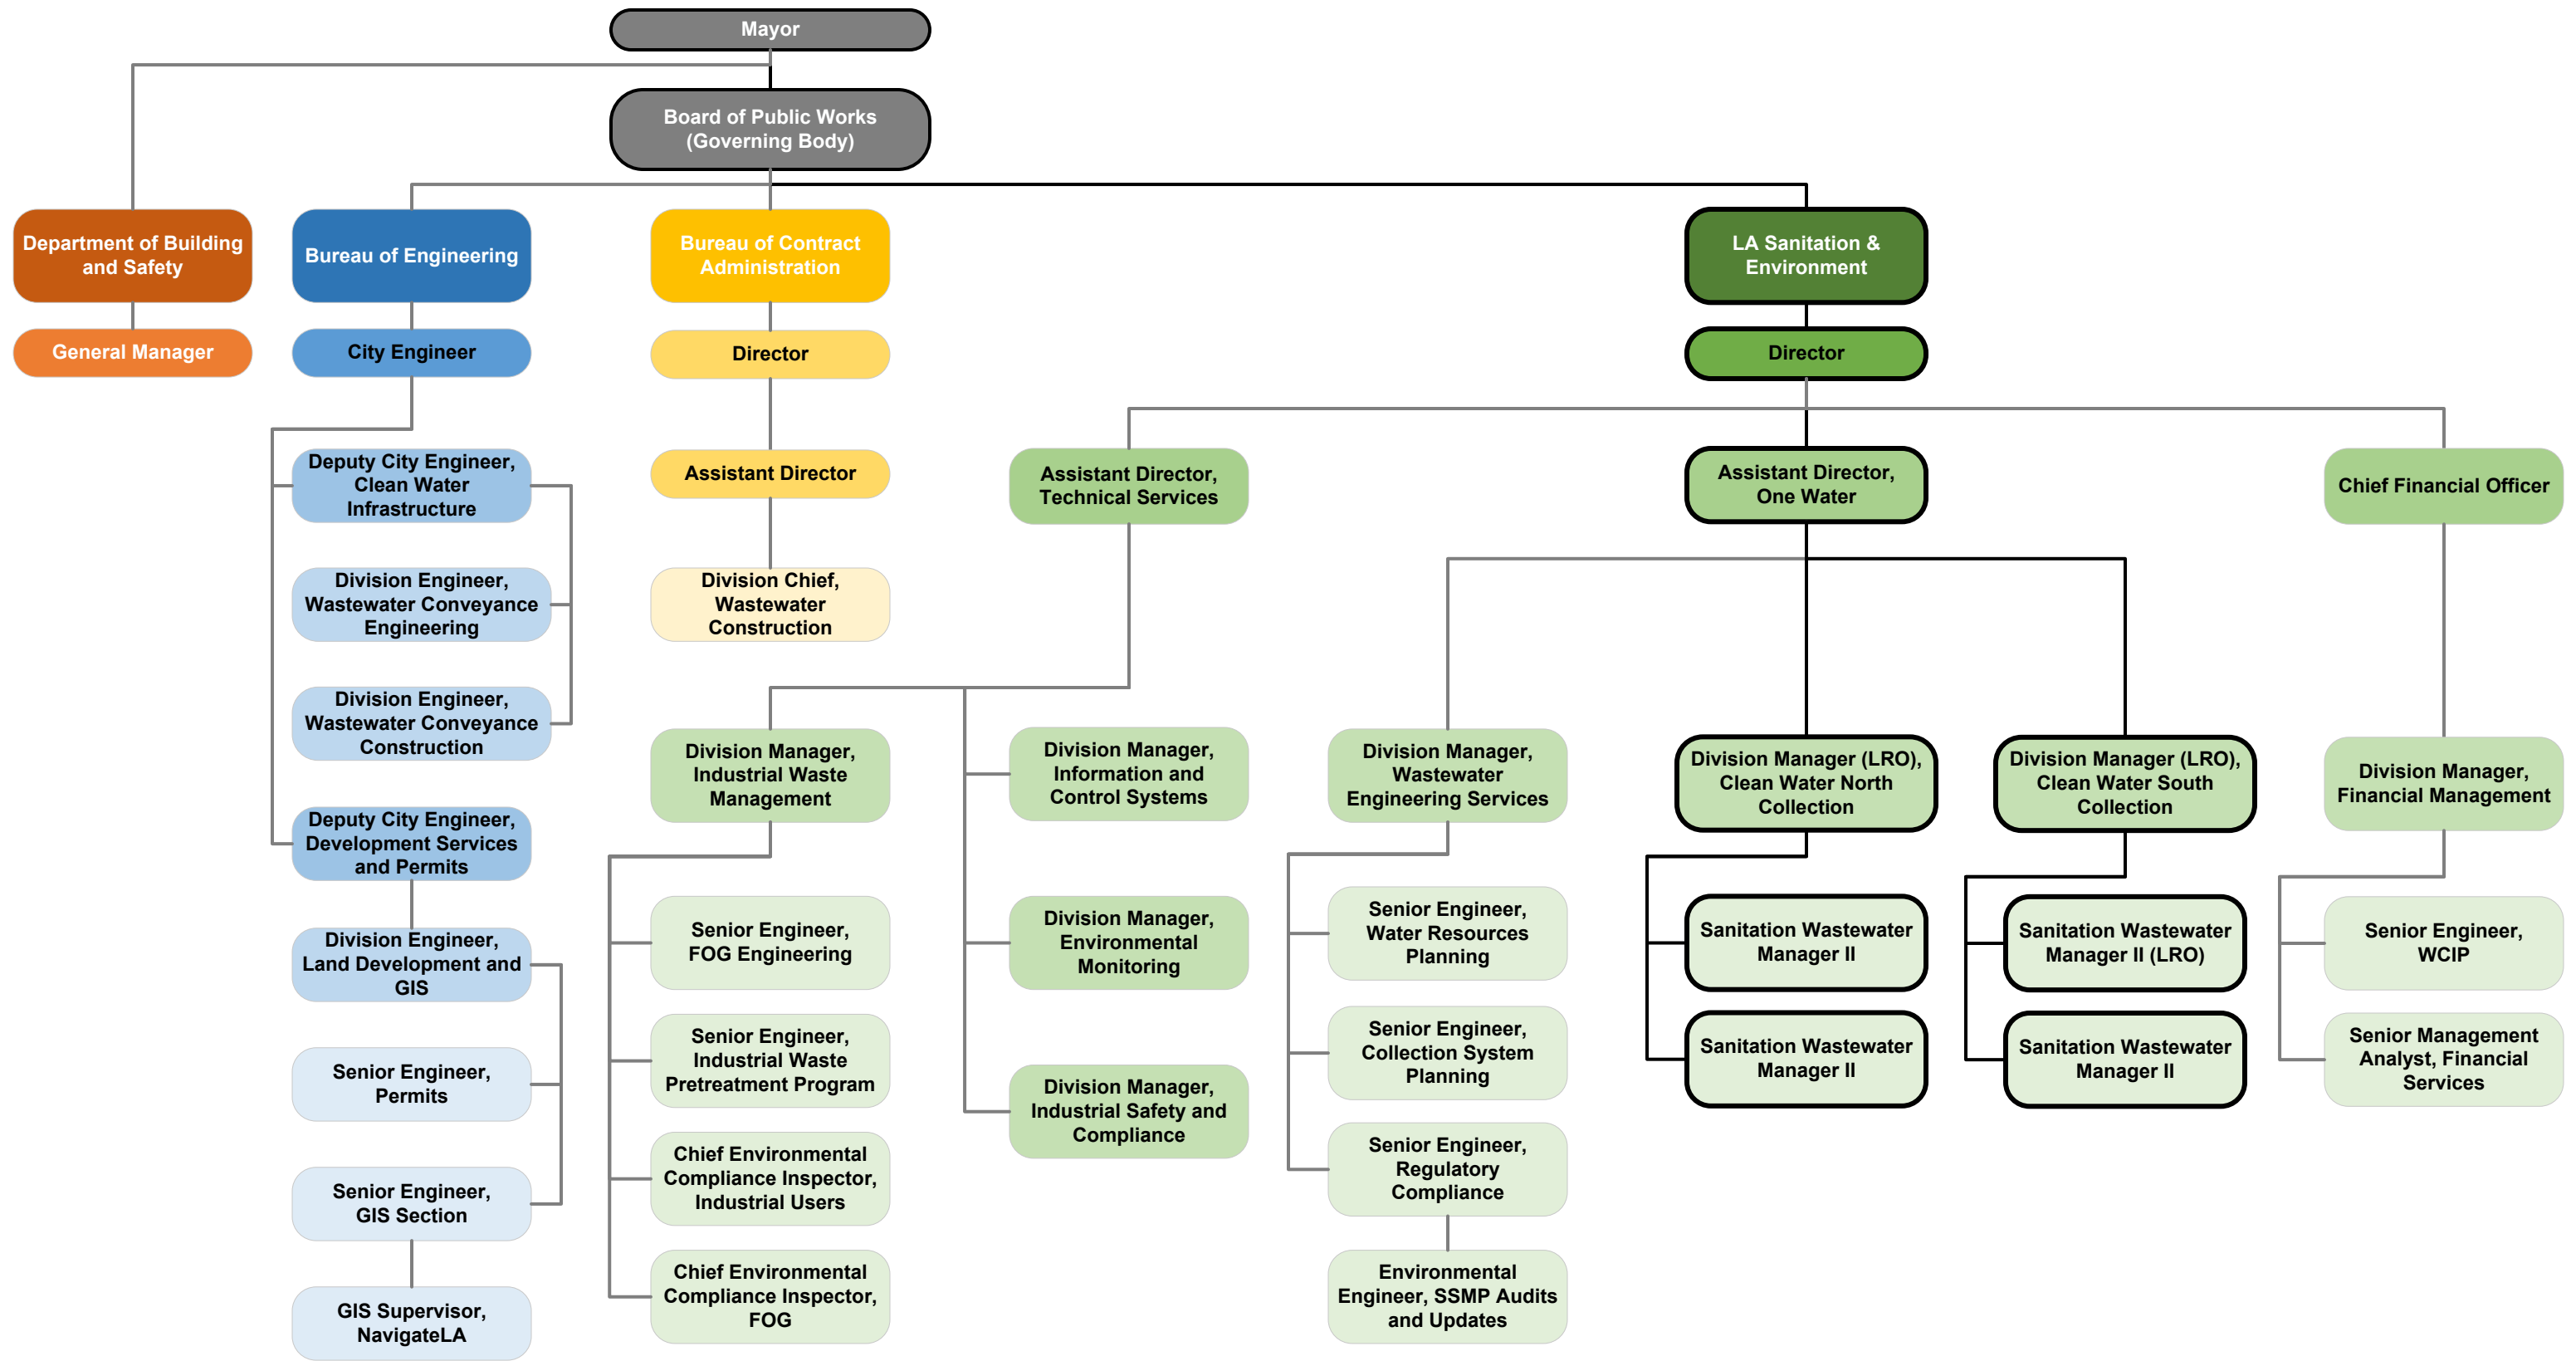 Mayor
Board of Public Works
(Governing Body)
Department of Building
and Safety
Bureau of Engineering
Bureau of Contract
Administration
LA Sanitation &
Environment
General Manager
City Engineer
Director
Director
Deputy City Engineer,
Clean Water
Infrastructure
Assistant Director
Assistant Director,
Technical Services
Assistant Director,
One Water
Chief Financial Officer
Division Engineer,
Wastewater Conveyance
Engineering
Division Chief,
Wastewater
Construction
Division Engineer,
Wastewater Conveyance
Construction
Division Manager,
Industrial Waste
Management
Division Manager,
Information and
Control Systems
Division Manager,
Wastewater
Engineering Services
Division Manager (LRO),
Clean Water North
Collection
Division Manager (LRO),
Clean Water South
Collection
Division Manager,
Financial Management
Deputy City Engineer,
Development Services
and Permits
Division Engineer,
Land Development and
GIS
Senior Engineer,
FOG Engineering
Division Manager,
Environmental
Monitoring
Senior Engineer,
Water Resources
Planning
Sanitation Wastewater
Manager II
Sanitation Wastewater
Manager II (LRO)
Senior Engineer,
WCIP
Senior Engineer,
Permits
Senior Engineer,
Industrial Waste
Pretreatment Program
Division Manager,
Industrial Safety and
Compliance
Senior Engineer,
Collection System
Planning
Sanitation Wastewater
Manager II
Sanitation Wastewater
Manager II
Senior Management
Analyst, Financial
Services
Senior Engineer,
GIS Section
Chief Environmental
Compliance Inspector,
Industrial Users
Senior Engineer,
Regulatory
Compliance
GIS Supervisor,
NavigateLA
Chief Environmental
Compliance Inspector,
FOG
Environmental
Engineer, SSMP Audits
and Updates